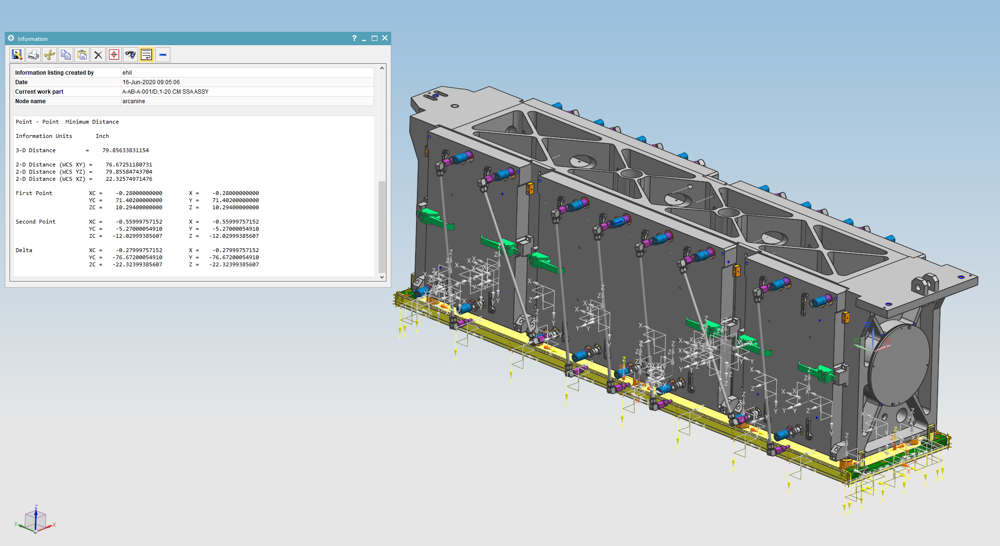 Information
?
Information listing created by ehil
Date 16-Jun-2020 09:05:06
Current work part A-AB-A-001/D;1-20 CM SSA ASSY
Node name arcanine
Point - Point Minimum Distance
Information Units Inch
3-D Distance = 79.85633831154
2-D Distance (WCS XY) = 76.67251180731
2-D Distance (WCS YZ) = 79.85584743704
2-D Distance (WCS XZ) = 22.32574971476
First Point XC = -0.28000000000 X = -0.28000000000
YC = 71.40200000000 Y = 71.40200000000
ZC = 10.29400000000 Z = 10.29400000000
Second Point XC = -0.55999757152 X = -0.55999757152
YC = -5.27000054910 Y = -5.27000054910
ZC = -12.02999385607 Z = -12.02999385607
Delta XC = -0.27999757152 X = -0.27999757152
YC = -76.67200054910 Y = -76.67200054910
ZC = -22.32399385607 Z = -22.32399385607
ZC
YC XC
Z
Y X